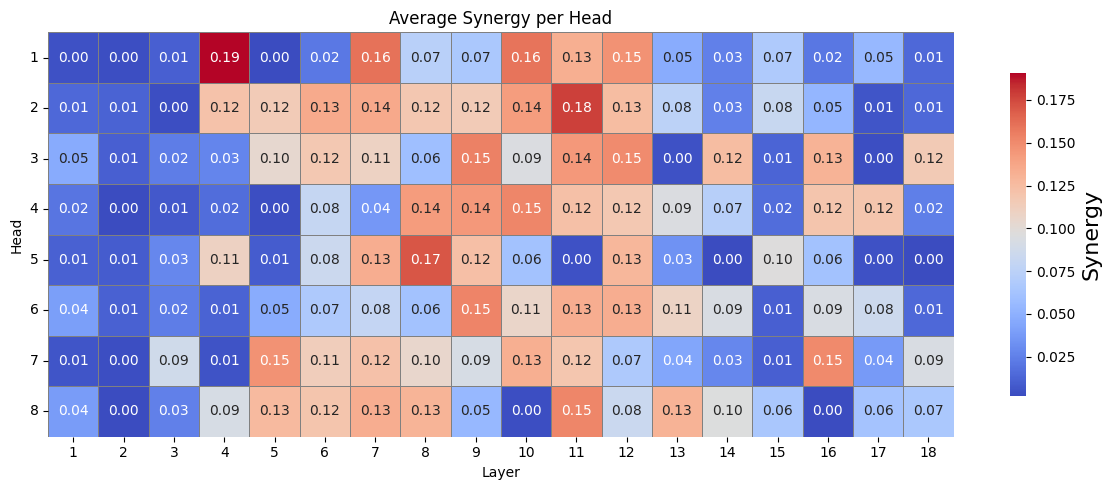 Average Synergy per Head
1 0.00 0.00 0.01 0.19 0.00 0.02 0.16 0.07 0.07 0.16 0.13 0.15 0.05 0.03 0.07 0.02 0.05 0.01
2 0.01 0.01 0.00 0.12 0.12 0.13 0.14 0.12 0.12 0.14 0.18 0.13 0.08 0.03 0.08 0.05 0.01 0.01
3 0.05 0.01 0.02 0.03 0.10 0.12 0.11 0.06 0.15 0.09 0.14 0.15 0.00 0.12 0.01 0.13 0.00 0.12
4 0.02 0.00 0.01 0.02 0.00 0.08 0.04 0.14 0.14 0.15 0.12 0.12 0.09 0.07 0.02 0.12 0.12 0.02
5 0.01 0.01 0.03 0.11 0.01 0.08 0.13 0.17 0.12 0.06 0.00 0.13 0.03 0.00 0.10 0.06 0.00 0.00
6 0.04 0.01 0.02 0.01 0.05 0.07 0.08 0.06 0.15 0.11 0.13 0.13 0.11 0.09 0.01 0.09 0.08 0.01
7 0.01 0.00 0.09 0.01 0.15 0.11 0.12 0.10 0.09 0.13 0.12 0.07 0.04 0.03 0.01 0.15 0.04 0.09
8 0.04 0.00 0.03 0.09 0.13 0.12 0.13 0.13 0.05 0.00 0.15 0.08 0.13 0.10 0.06 0.00 0.06 0.07
1 2 3 4 5 6 7 8 9 10 11 12 13 14 15 16 17 18
Layer
Head
0.175
0.150
0.125
0.100
0.075
0.050
0.025
Synergy